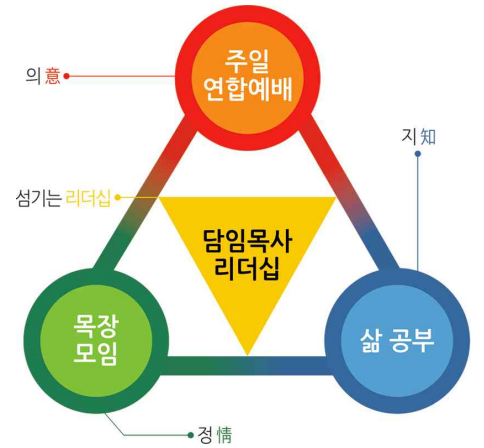 주일
연합예배
의 意
지 知
섬기는 리더십
담임목사
리더십
목장
모임
삶 공부
정 情